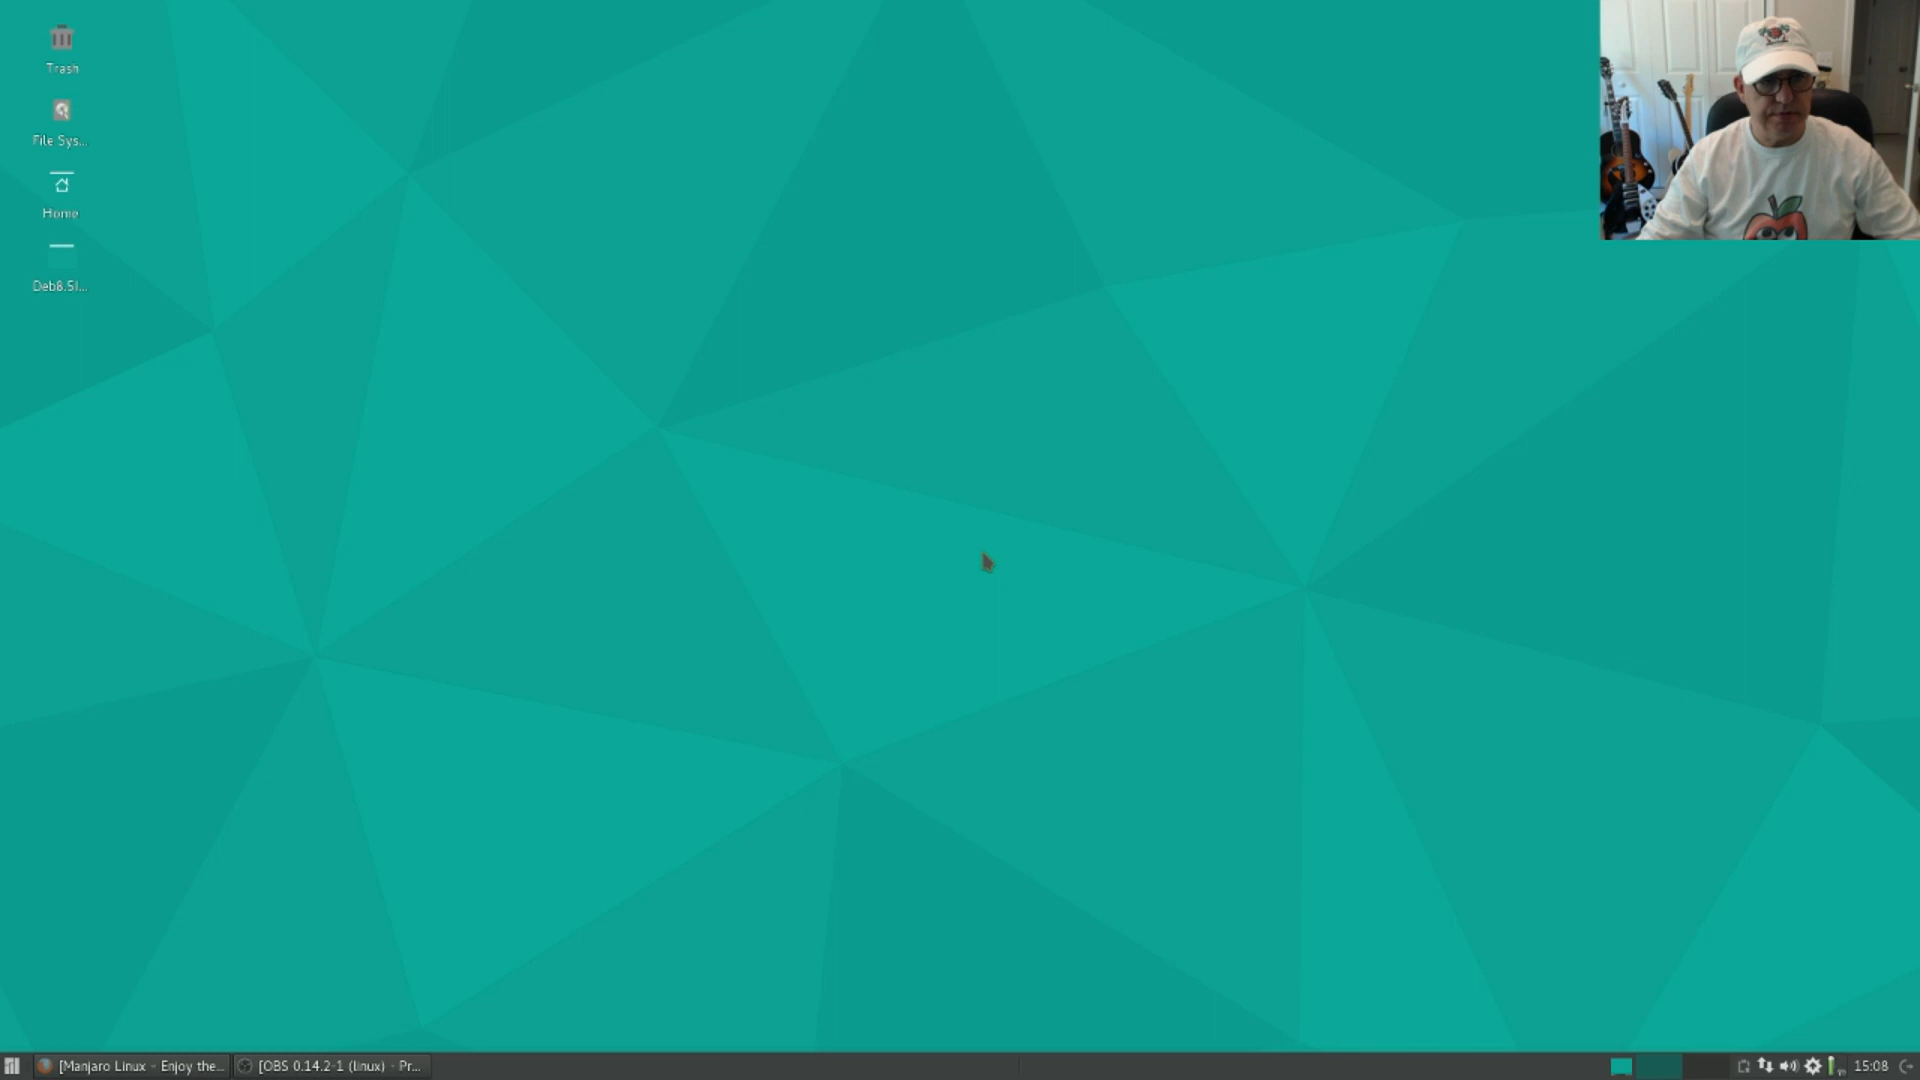 Trash
File Sys...
Home
Deb8.5l...
[Manjaro Linux - Enjoy the...
[OBS 0.14.2-1 (linux) - Pr...
15:08